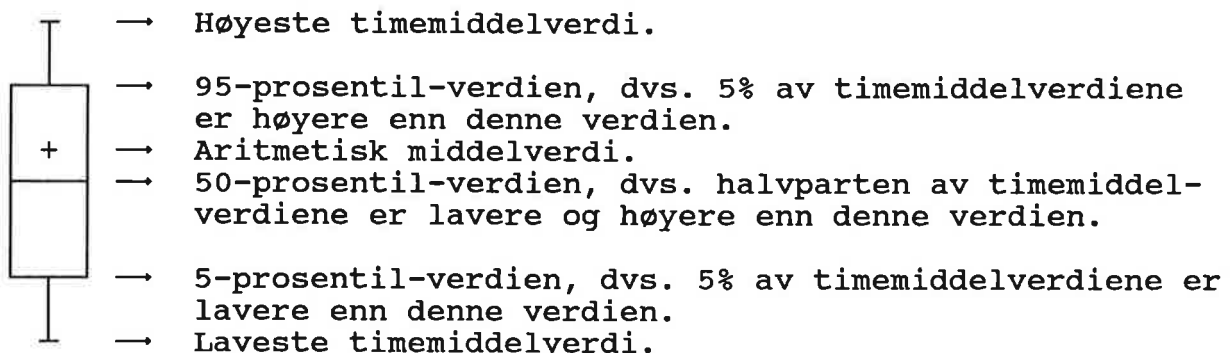 Høyeste timemiddelverdi.
95-prosentil-verdien, dvs. 5% av timemiddelverdiene
er høyere enn denne verdien.
Aritmetisk middelverdi.
50-prosentil-verdien, dvs. halvparten av timemiddel-
verdiene er lavere og høyere enn denne verdien.
5-prosentil-verdien, dvs. 5% av timemiddelverdiene er
lavere enn denne verdien.
Laveste timemiddelverdi.